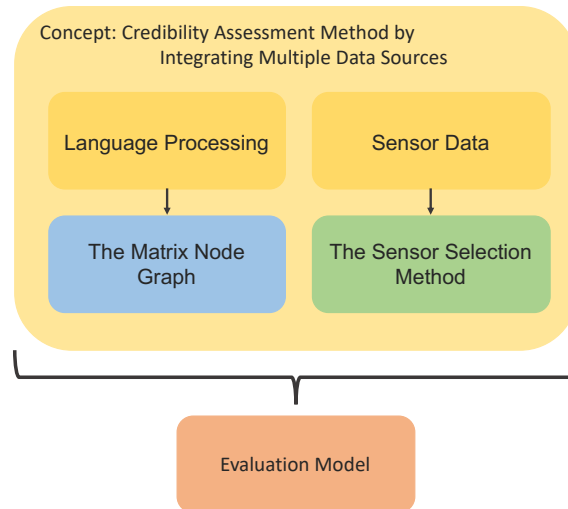 Concept: Credibility Assessment Method by
Integrating Multiple Data Sources
Language Processing
Sensor Data
The Matrix Node
Graph
The Sensor Selection
Method
Evaluation Model